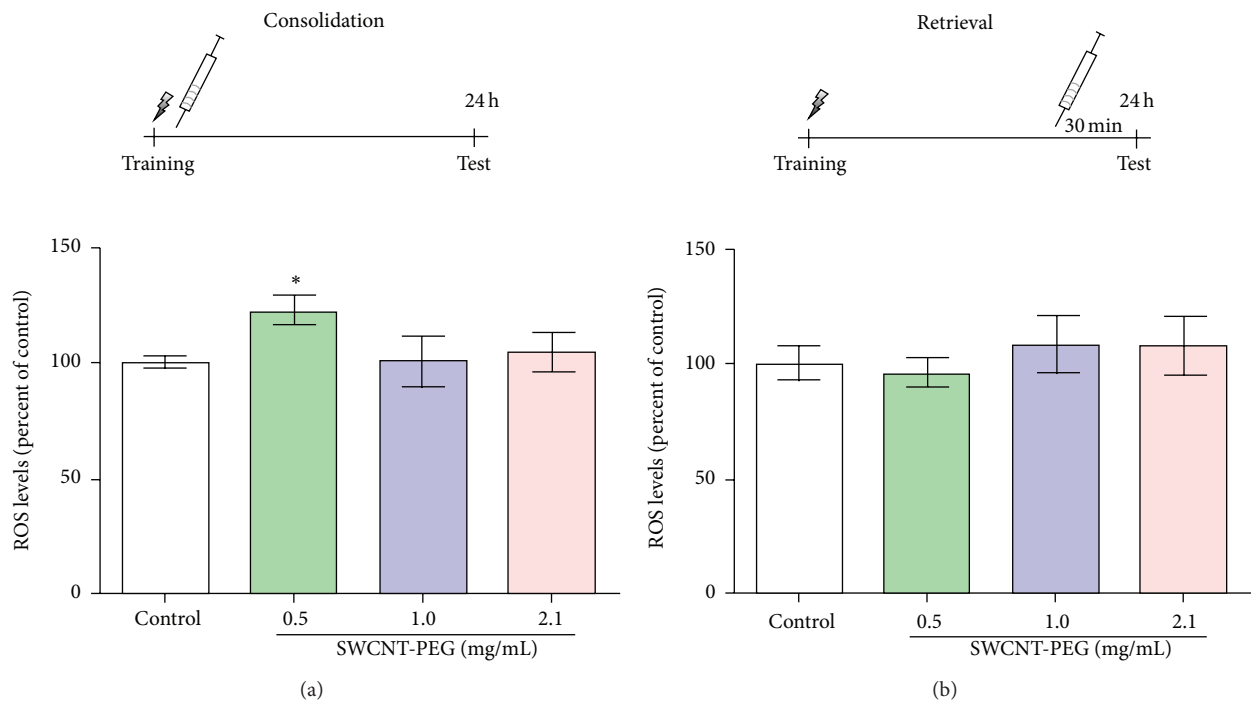 Consolidation
24 h
Training
Test
ROS levels (percent of control)
150
100
50
0
*
Control
0.5
1.0
2.1
SWCNT-PEG (mg/mL)
(a)
Retrieval
24 h
30 min
Training
Test
ROS levels (percent of control)
150
100
50
0
Control
0.5
1.0
2.1
SWCNT-PEG (mg/mL)
(b)